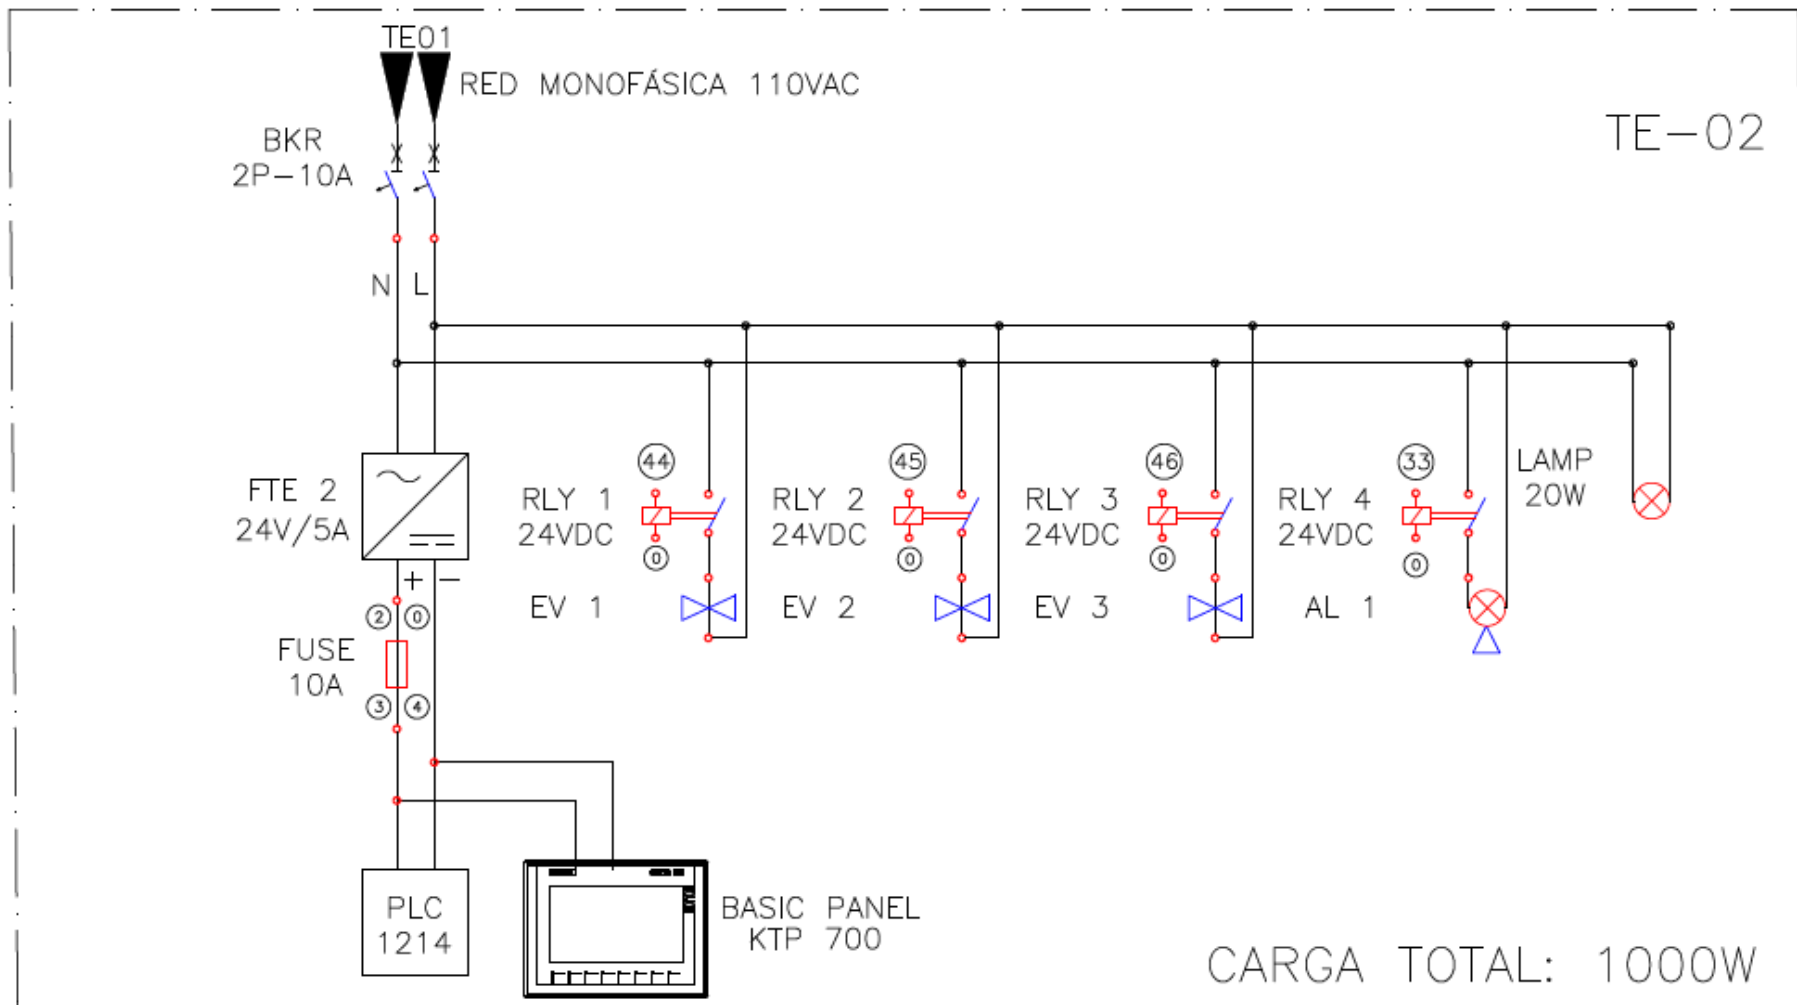 TE01
RED MONOFÁSICA 110VAC
TE-02
BKR
2P-10A
N L
FTE 2
24V/5A
+ -
2 0
FUSE
10A
3 4
44
RLY 1
24VDC
0
EV 1
45
RLY 2
24VDC
0
EV 2
46
RLY 3
24VDC
0
EV 3
33
RLY 4
24VDC
0
AL 1
LAMP
20W
PLC
1214
BASIC PANEL
KTP 700
CARGA TOTAL: 1000W